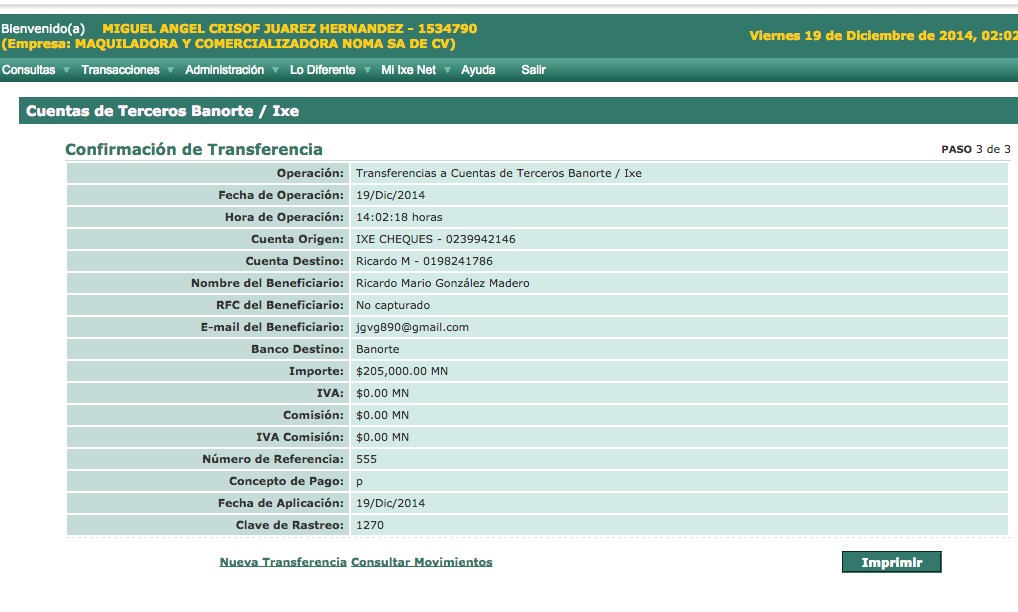 Bienvenido(a) MIGUEL ANGEL CRISOF JUAREZ HERNANDEZ - 1534790
(Empresa: MAQUILADORA Y COMERCIALIZADORA NOMA SA DE CV)
Viernes 19 de Diciembre de 2014, 02:02
Consultas Transacciones Administración Lo Diferente Mi Ixe Net Ayuda Salir
Cuentas de Terceros Banorte / Ixe
Confirmación de Transferencia PASO 3 de 3
Operación: Transferencias a Cuentas de Terceros Banorte / Ixe
Fecha de Operación: 19/Dic/2014
Hora de Operación: 14:02:18 horas
Cuenta Origen: IXE CHEQUES - 0239942146
Cuenta Destino: Ricardo M - 0198241786
Nombre del Beneficiario: Ricardo Mario González Madero
RFC del Beneficiario: No capturado
E-mail del Beneficiario: jgvg890@gmail.com
Banco Destino: Banorte
Importe: $205,000.00 MN
IVA: $0.00 MN
Comisión: $0.00 MN
IVA Comisión: $0.00 MN
Número de Referencia: 555
Concepto de Pago: p
Fecha de Aplicación: 19/Dic/2014
Clave de Rastreo: 1270
Nueva Transferencia Consultar Movimientos Imprimir